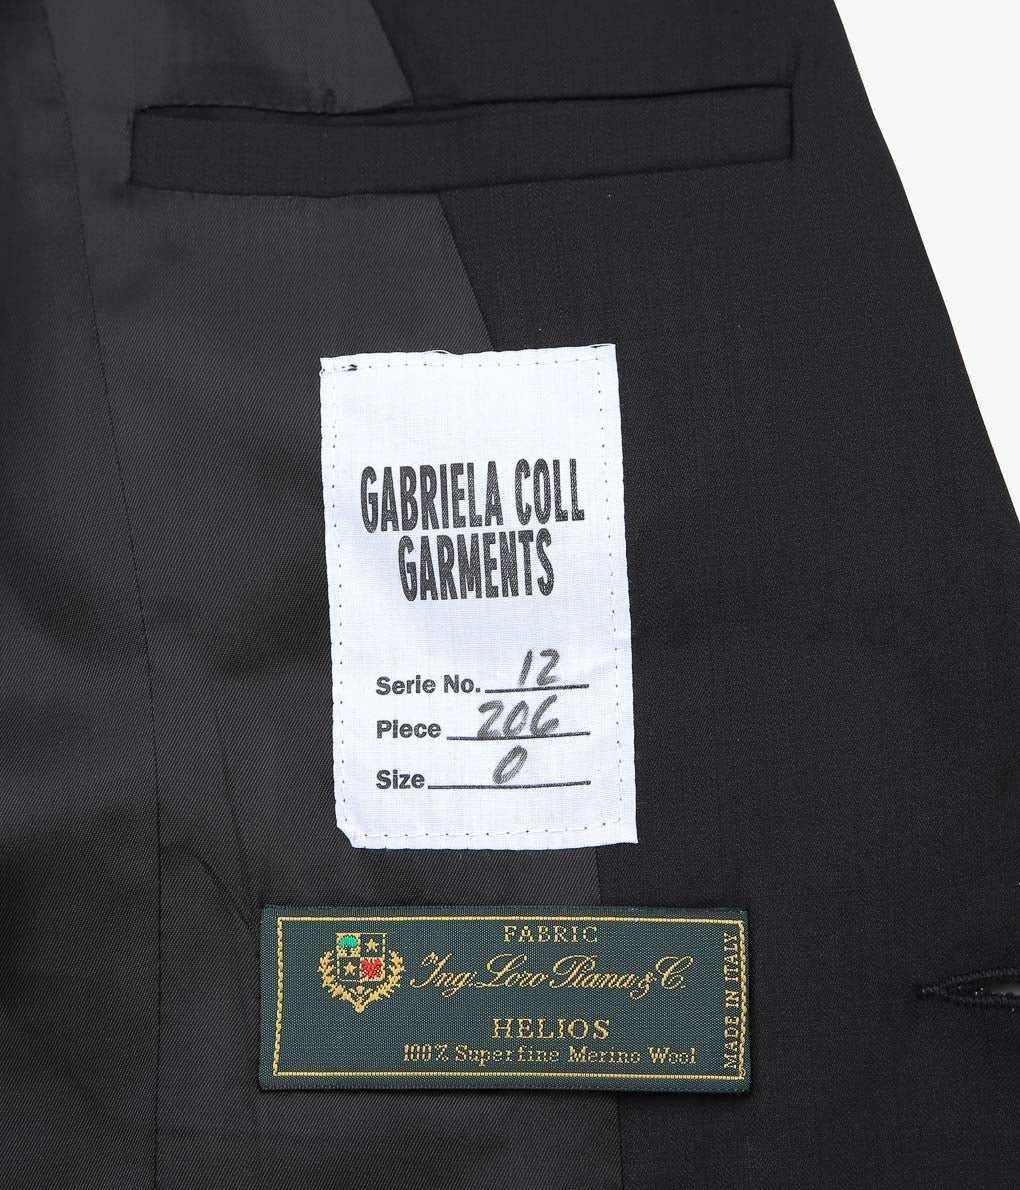 GABRIELA COLL
GARMENTS
Serie No. 12
Piece 206
Size 0
FABRIC
Ing. Loro Piana & C.
HELIOS
100% Superfine Merino Wool
MADE IN ITALY